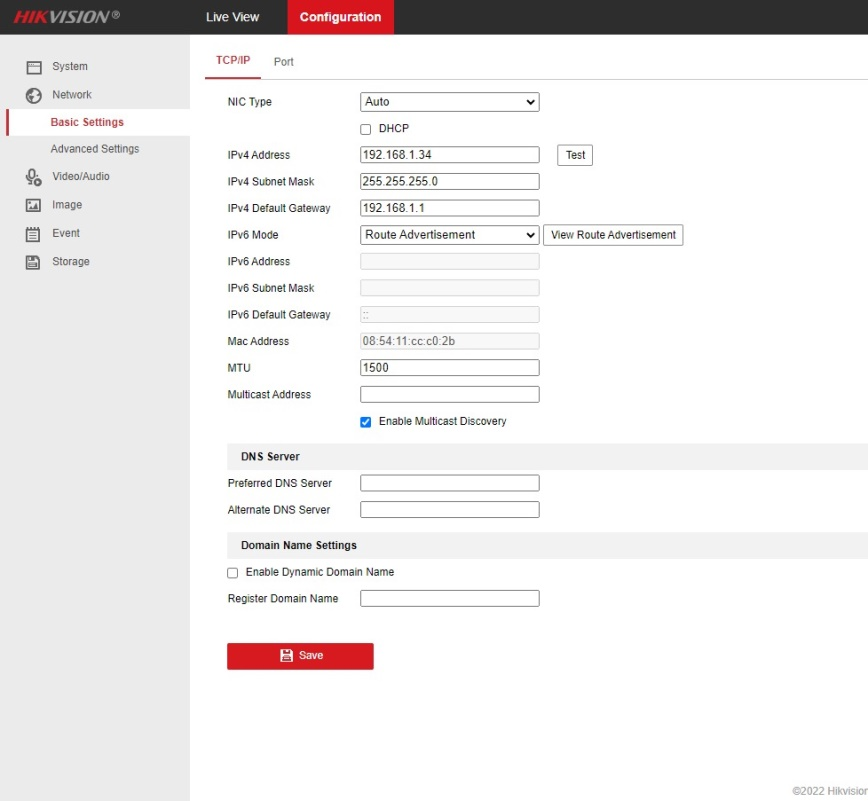 HIKVISION®
Live View
Configuration
System
Network
Basic Settings
Advanced Settings
Video/Audio
Image
Event
Storage
TCP/IP
Port
NIC Type
Auto
DHCP
IPv4 Address
192.168.1.34
Test
IPv4 Subnet Mask
255.255.255.0
IPv4 Default Gateway
192.168.1.1
IPv6 Mode
Route Advertisement
View Route Advertisement
IPv6 Address
IPv6 Subnet Mask
IPv6 Default Gateway
::
Mac Address
08:54:11:cc:c0:2b
MTU
1500
Multicast Address
Enable Multicast Discovery
DNS Server
Preferred DNS Server
Alternate DNS Server
Domain Name Settings
Enable Dynamic Domain Name
Register Domain Name
Save
©2022 Hikvision